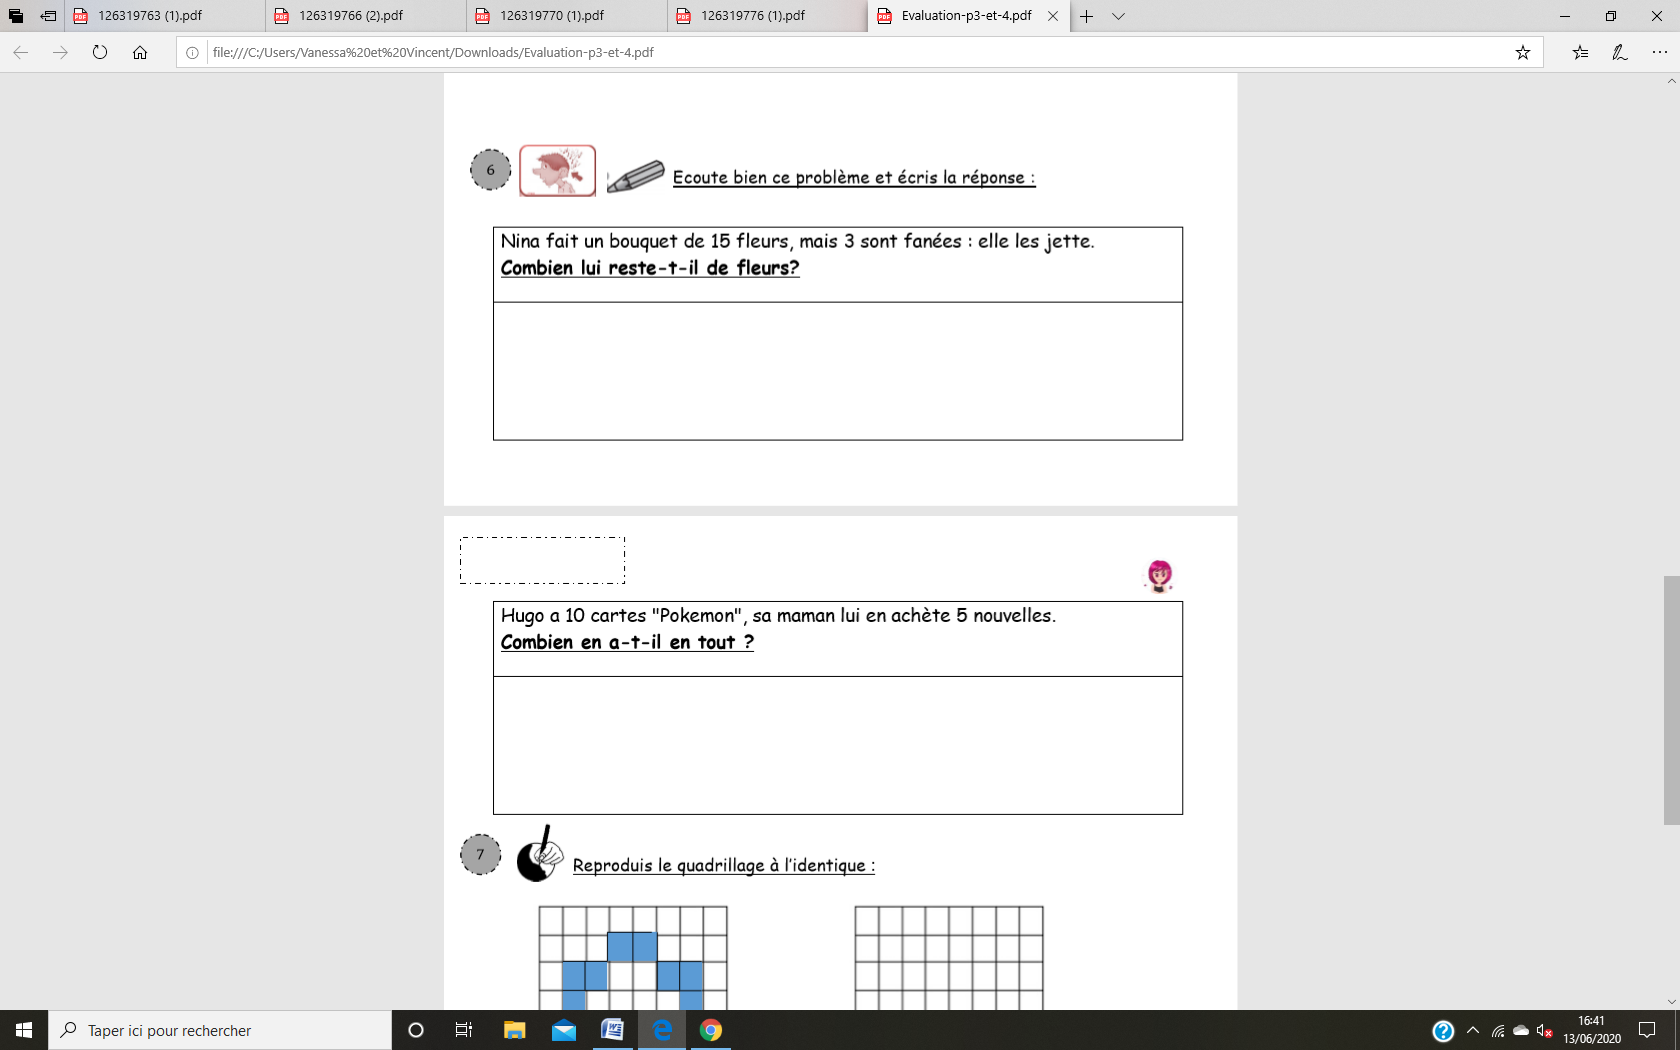 126319763 (1).pdf
126319766 (2).pdf
126319770 (1).pdf
126319776 (1).pdf
Evaluation-p3-et-4.pdf
file:///C:/Users/Vanessa%20et%20Vincent/Downloads/Evaluation-p3-et-4.pdf
6
Ecoute bien ce problème et écris la réponse :
Nina fait un bouquet de 15 fleurs, mais 3 sont fanées : elle les jette.
Combien lui reste-t-il de fleurs?
Hugo a 10 cartes "Pokemon", sa maman lui en achète 5 nouvelles.
Combien en a-t-il en tout ?
7
Reproduis le quadrillage à l'identique :
Taper ici pour rechercher
16:41
13/06/2020